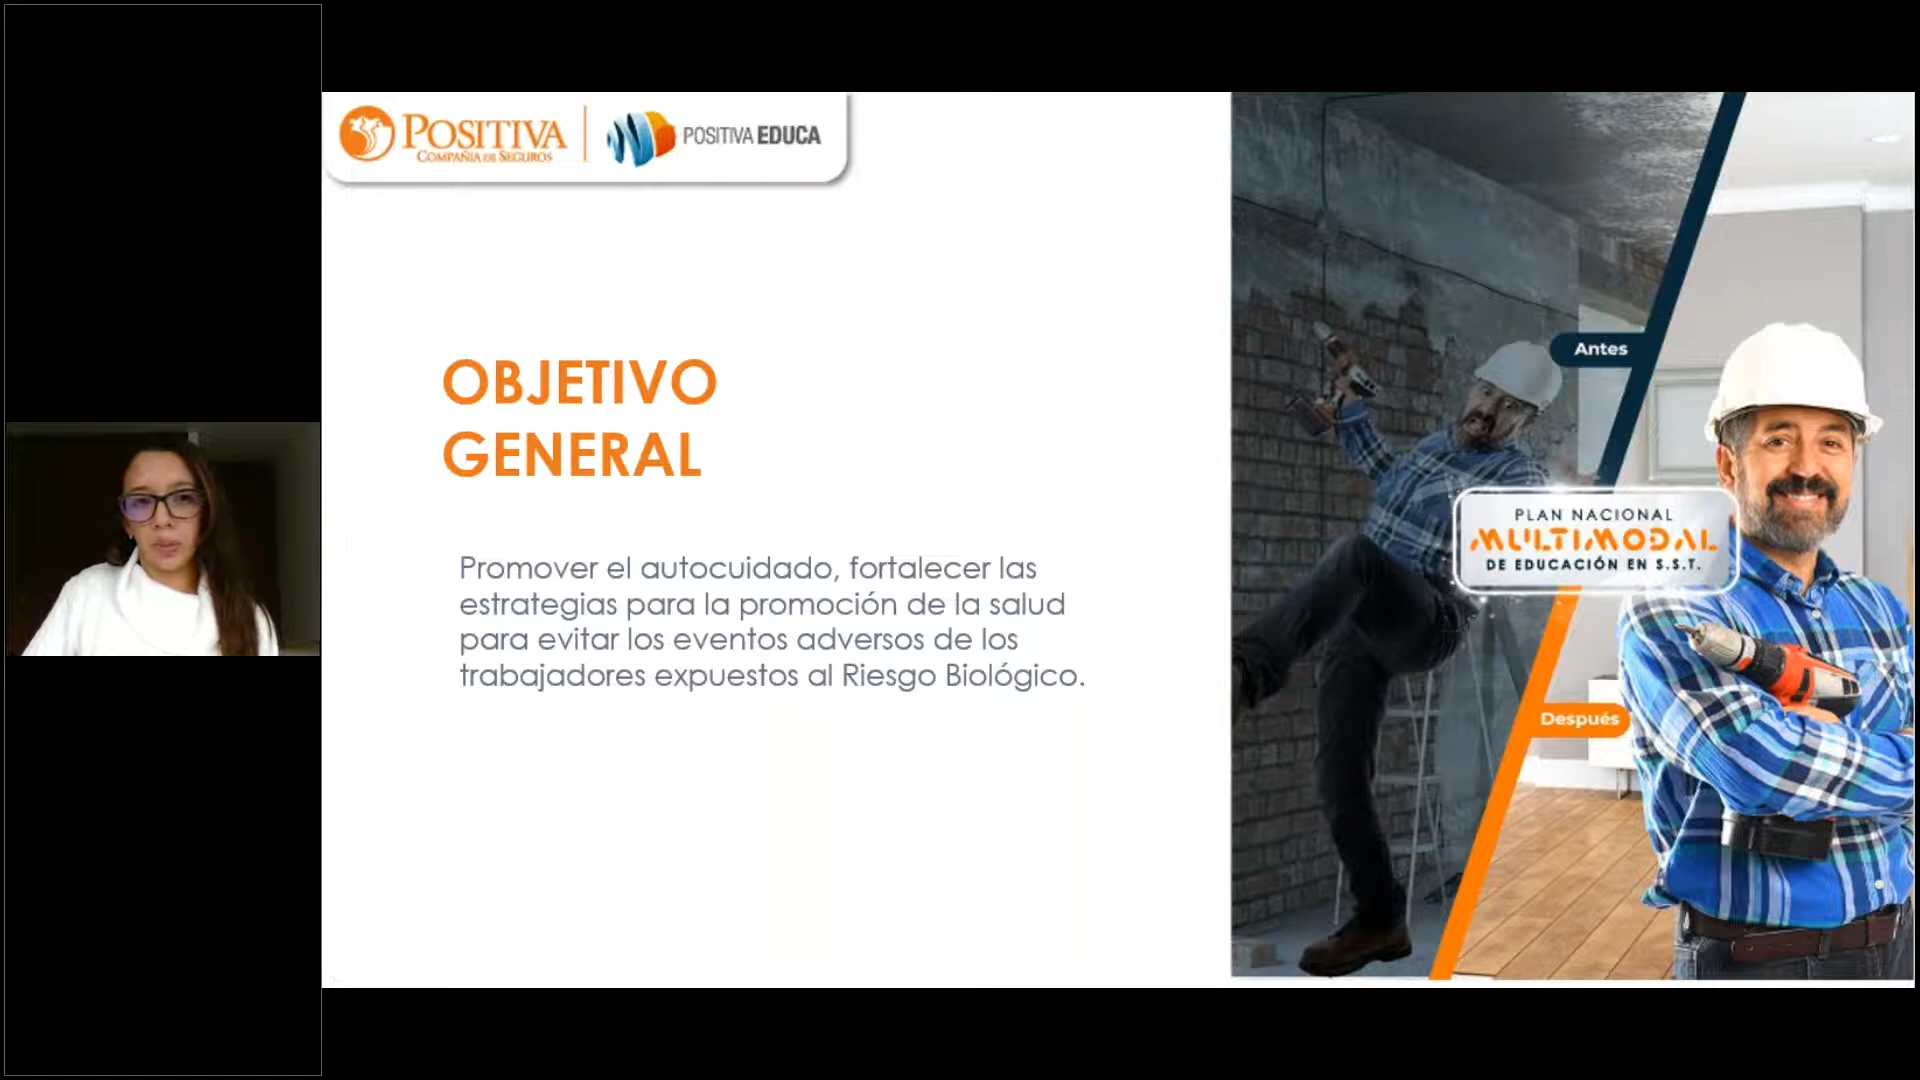 POSITIVA
COMPAÑIA DE SEGUROS
POSITIVA EDUCA
OBJETIVO
GENERAL
Promover el autocuidado, fortalecer las
estrategias para la promoción de la salud
para evitar los eventos adversos de los
trabajadores expuestos al Riesgo Biológico.
Antes
PLAN NACIONAL
MULTIMODAL
DE EDUCACIÓN EN S.S.T.
Después